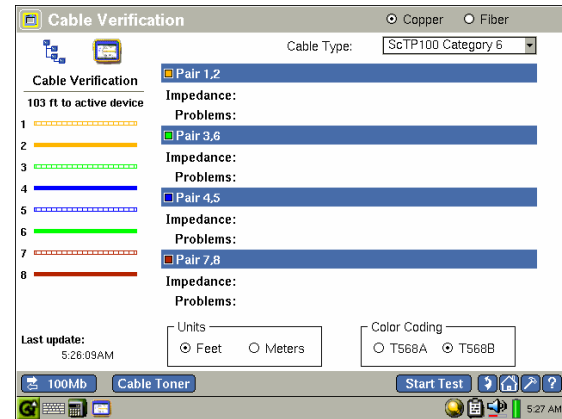 Cable Verification
Copper
Fiber
Cable Type: ScTP100 Category 6
Cable Verification
103 ft to active device
1
2
3
4
5
6
7
8
Pair 1,2
Impedance:
Problems:
Pair 3,6
Impedance:
Problems:
Pair 4,5
Impedance:
Problems:
Pair 7,8
Impedance:
Problems:
Last update:
5:26:09AM
Units
Feet
Meters
Color Coding
T568A
T568B
100Mb
Cable Toner
Start Test
?
5:27 AM